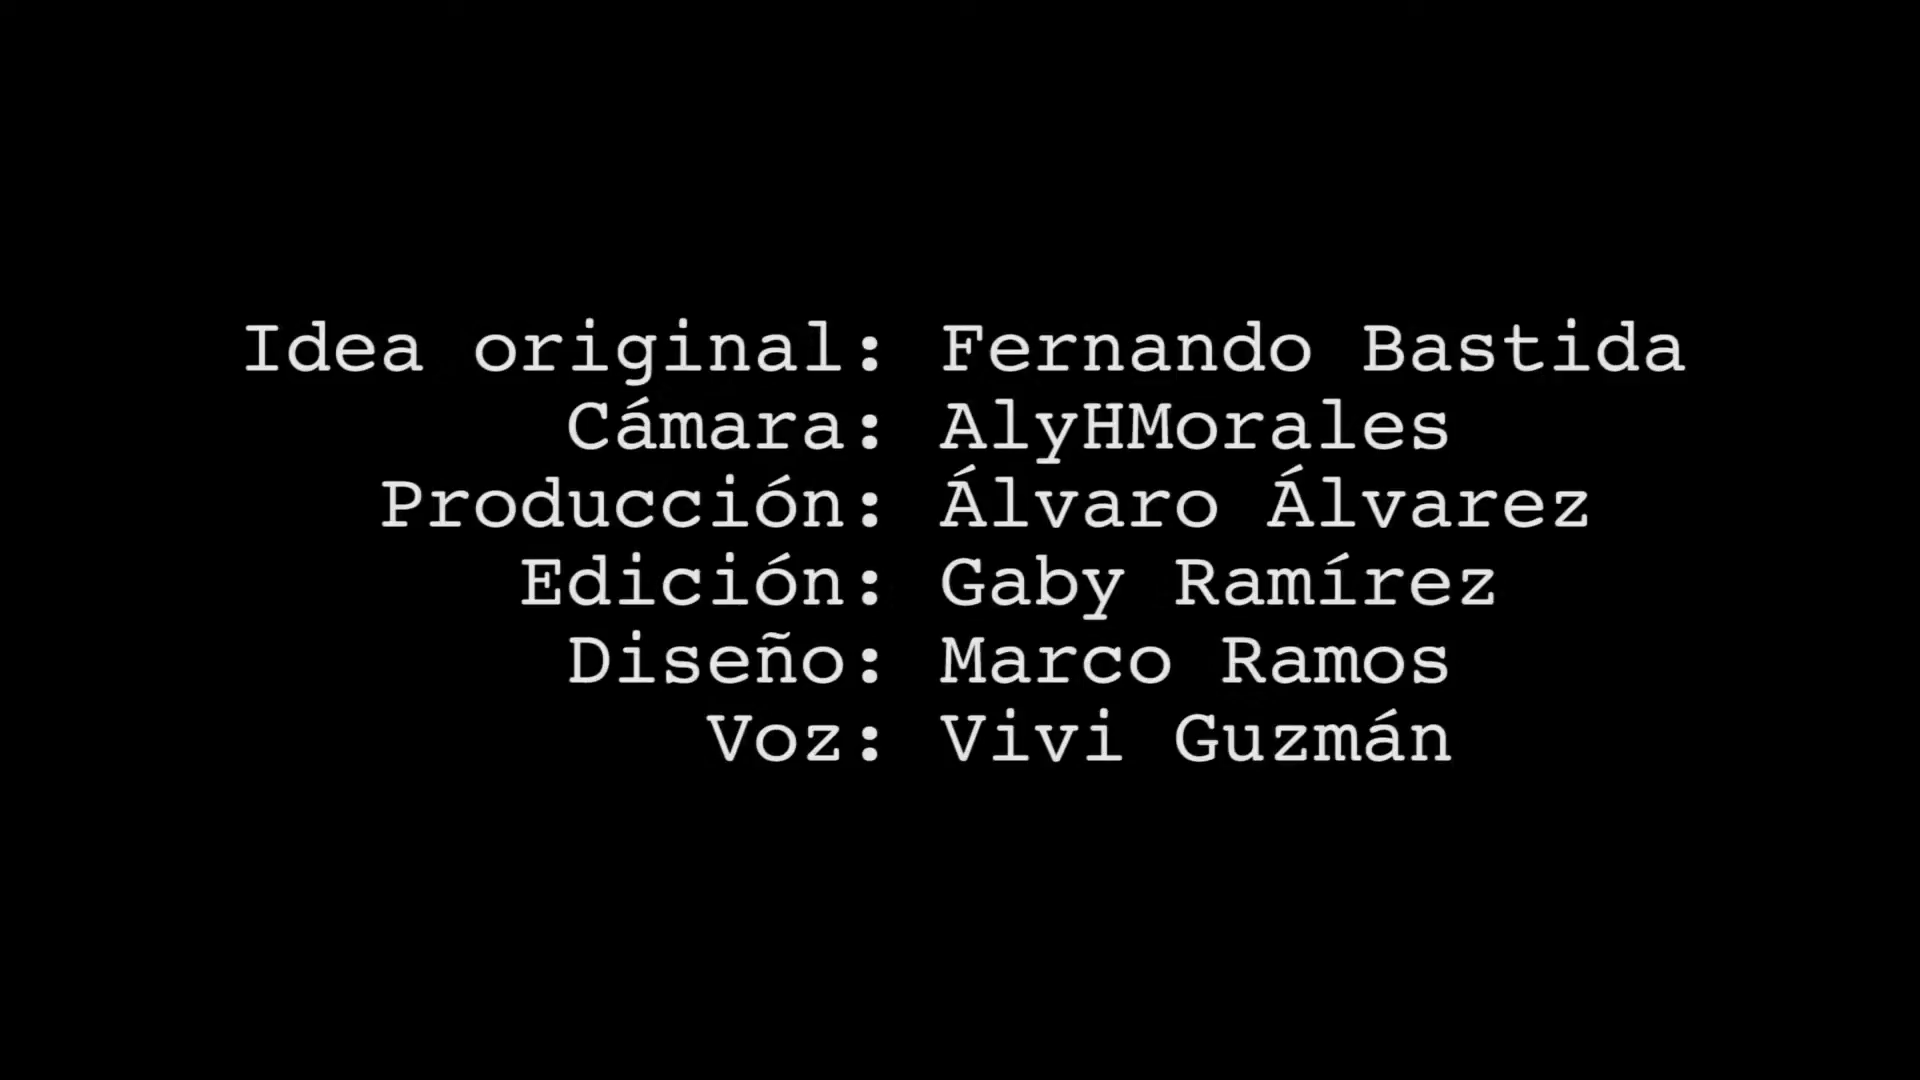 Idea original: Fernando Bastida
Cámara: AlyHMorales
Producción: Álvaro Álvarez
Edición: Gaby Ramírez
Diseño: Marco Ramos
Voz: Vivi Guzmán